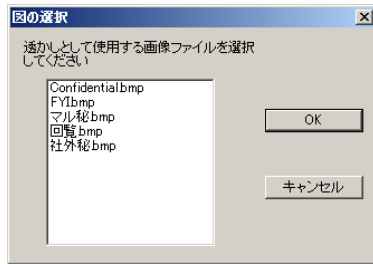 図の選択
透かしとして使用する画像ファイルを選択
してください
Confidential.bmp
FYI.bmp
マル秘.bmp
回覧.bmp
社外秘.bmp
OK
キャンセル